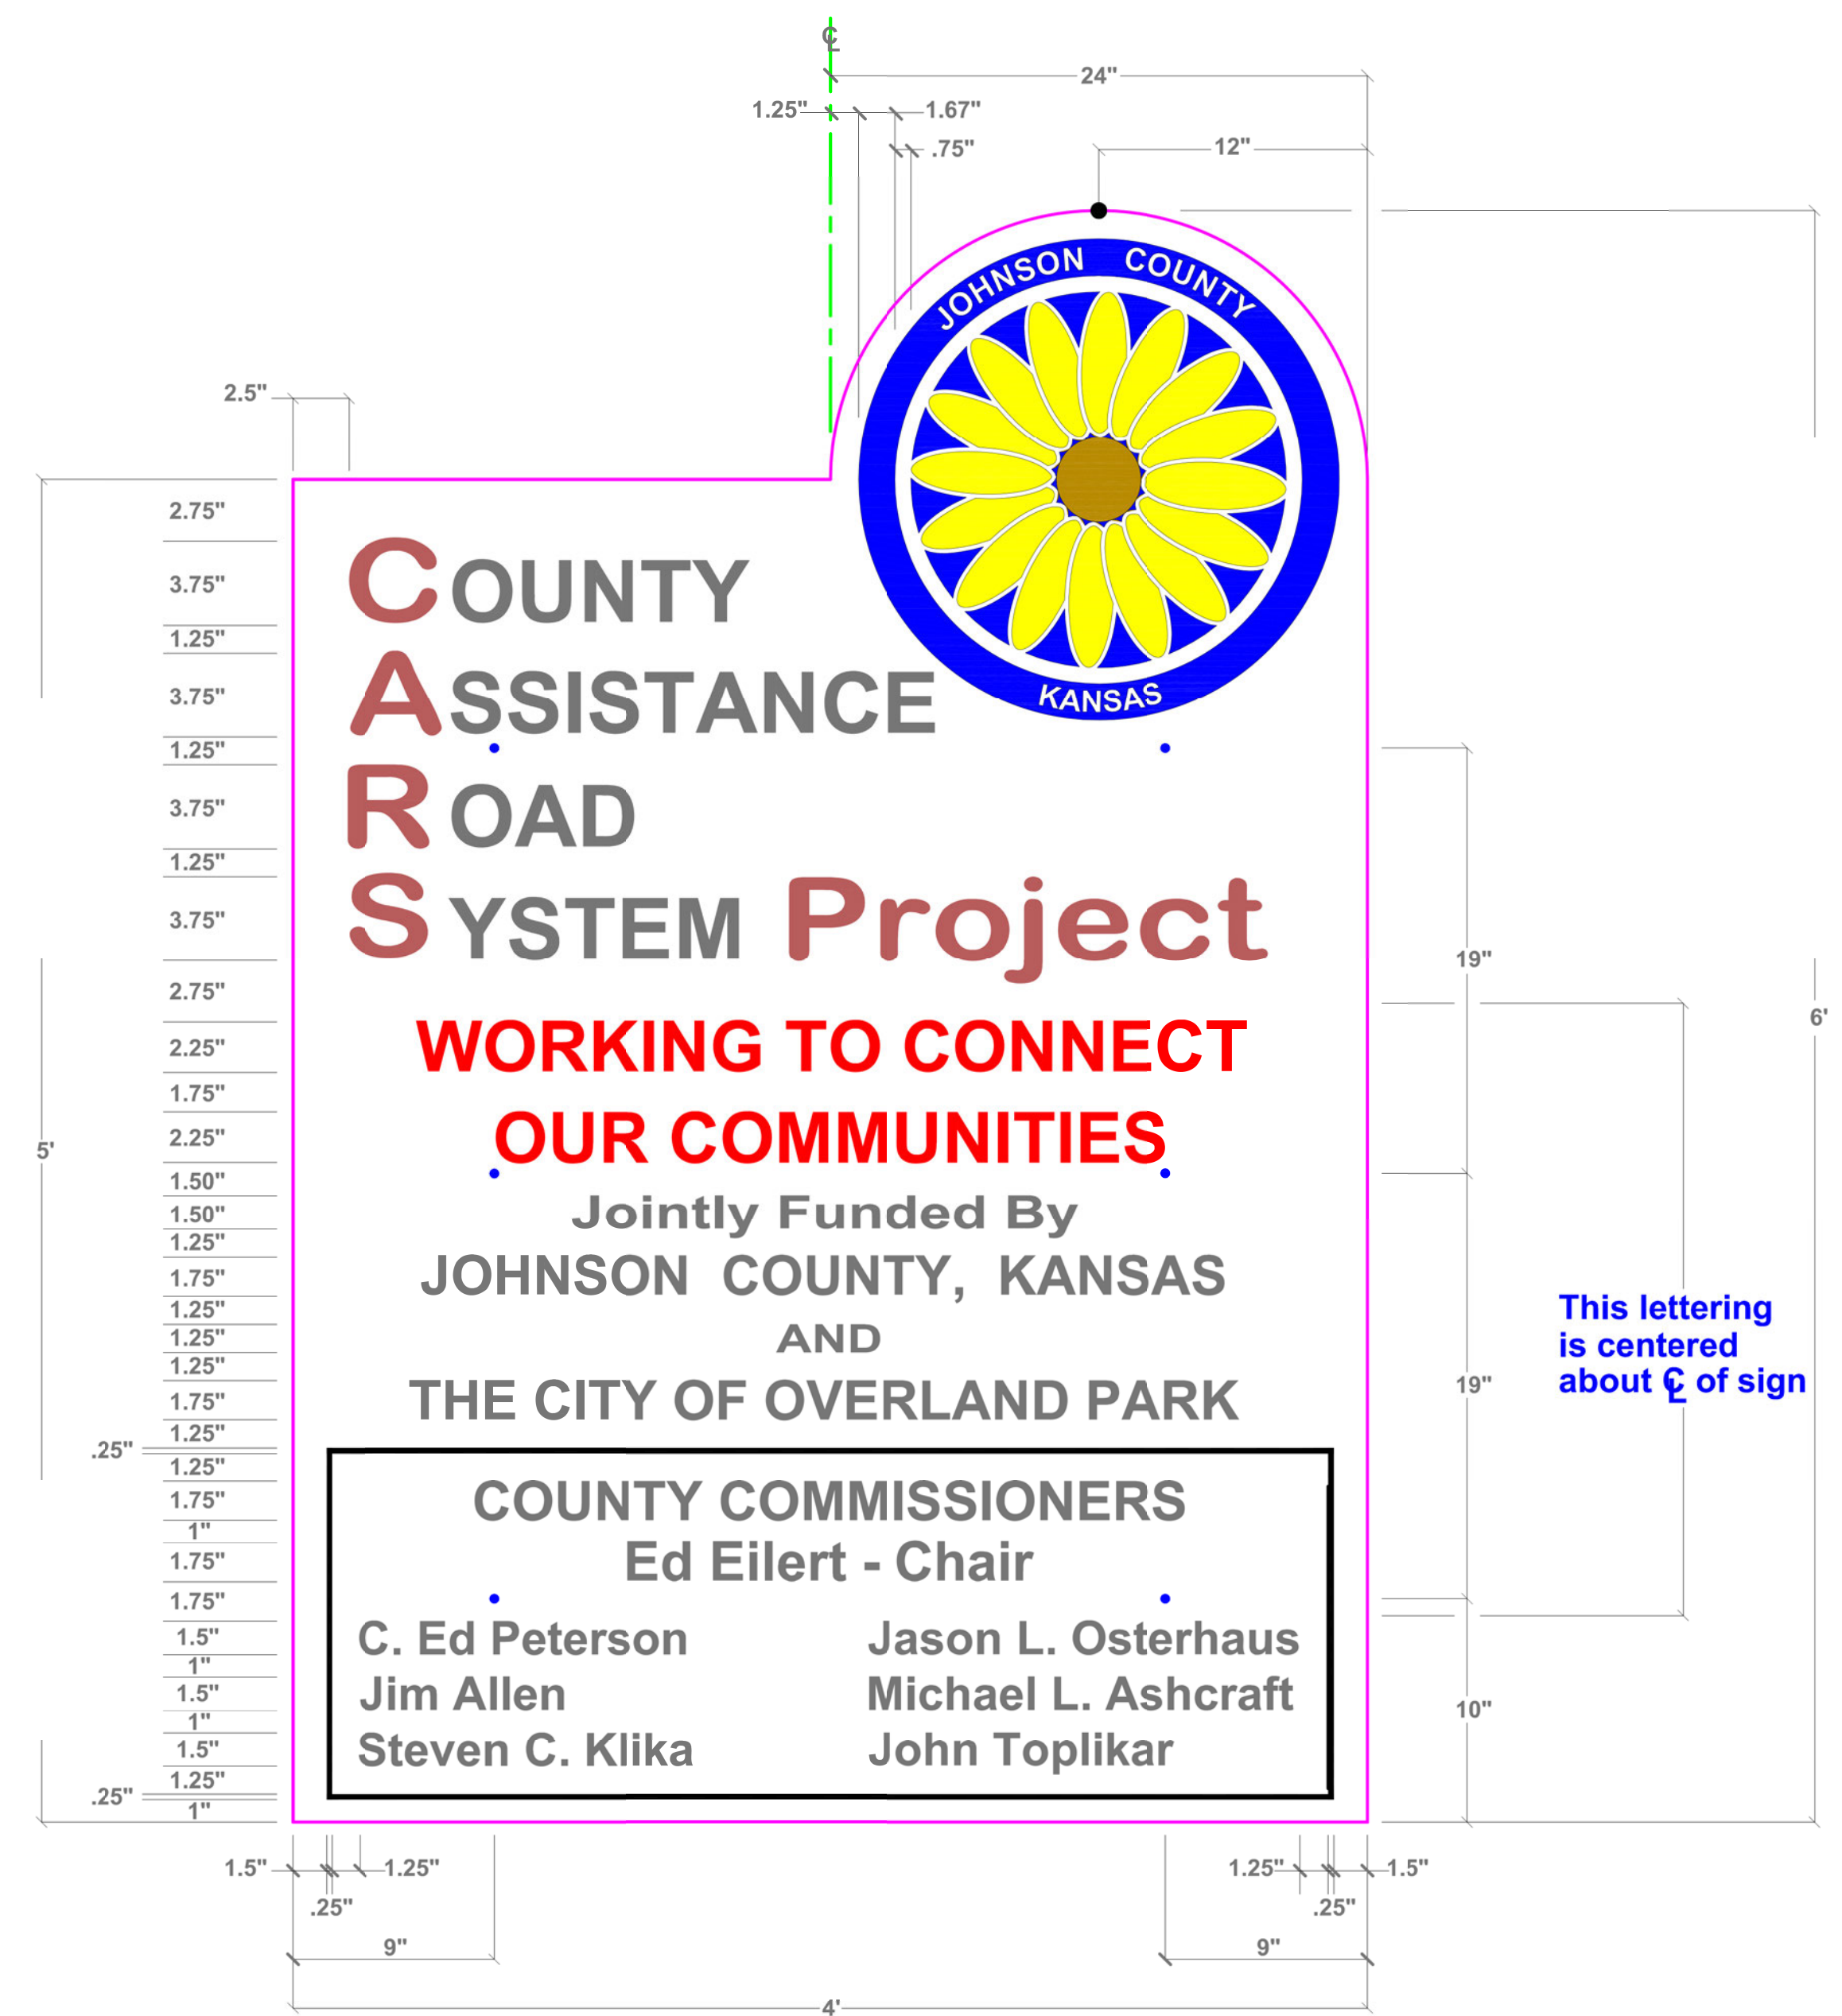 ℄
24"
1.25" 1.67"
.75" 12"
JOHNSON COUNTY
KANSAS
2.5"
2.75"
3.75"
1.25"
3.75"
1.25"
3.75"
1.25"
3.75"
2.75"
2.25"
1.75"
2.25"
1.50"
1.50"
1.25"
1.75"
1.25"
1.25"
1.25"
1.75"
1.25"
.25"
1.25"
1.75"
1"
1.75"
1.75"
1.5"
1"
1.5"
1"
1.5"
1.25"
.25"
1"
5'
COUNTY
ASSISTANCE
ROAD
SYSTEM Project
WORKING TO CONNECT
OUR COMMUNITIES
Jointly Funded By
JOHNSON COUNTY, KANSAS
AND
THE CITY OF OVERLAND PARK
COUNTY COMMISSIONERS
Ed Eilert - Chair
C. Ed Peterson Jason L. Osterhaus
Jim Allen Michael L. Ashcraft
Steven C. Klika John Toplikar
19"
19"
10"
6'
This lettering
is centered
about ℄ of sign
1.5" 1.25" 1.25" 1.5"
.25" .25"
9" 9"
4'